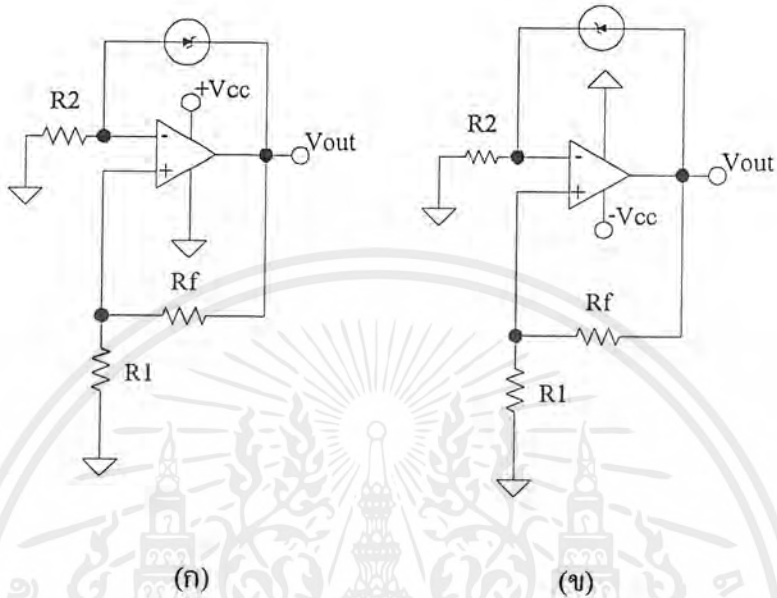 +Vcc
R2
-
+
Vout
Rf
R1
(ก)
R2
-
+
Vout
-Vcc
Rf
R1
(ข)